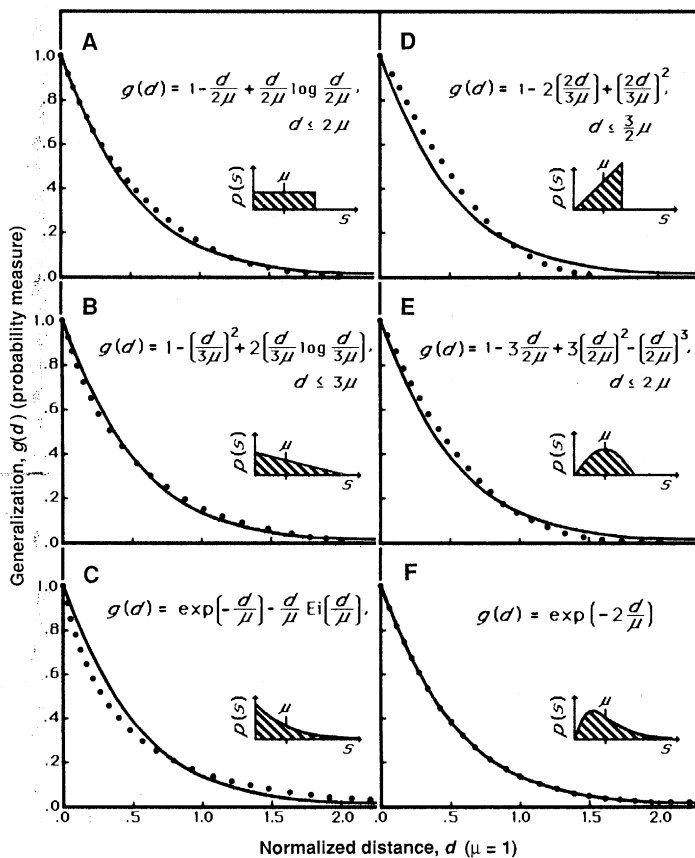 Generalization, g(d) (probability measure)
A
g(d) = 1 - d/2μ + d/2μ log d/2μ,
d ≤ 2μ
p(s)
μ
s
1.0
.8
.6
.4
.2
.0
D
g(d) = 1 - 2[2d/3μ] + [2d/3μ]²,
d ≤ 3/2 μ
p(s)
μ
s
B
g(d) = 1 - [d/3μ]² + 2[d/3μ log d/3μ],
d ≤ 3μ
p(s)
μ
s
1.0
.8
.6
.4
.2
.0
E
g(d) = 1 - 3 d/2μ + 3[d/2μ]² - [d/2μ]³
d ≤ 2μ
p(s)
μ
s
C
g(d) = exp[-d/μ] - d/μ Ei[d/μ],
p(s)
μ
s
1.0
.8
.6
.4
.2
.0
F
g(d) = exp[-2 d/μ]
p(s)
μ
s
.0 .5 1.0 1.5 2.0 .0 .5 1.0 1.5 2.0
Normalized distance, d (μ = 1)